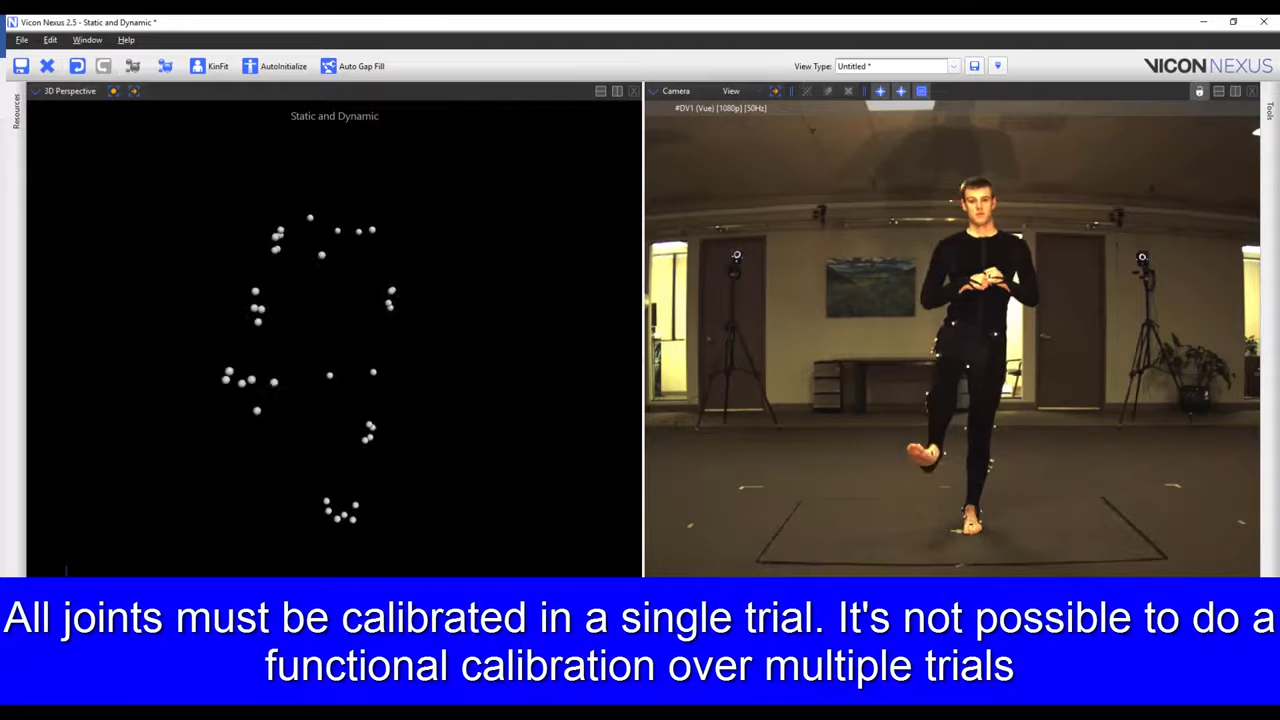 Vicon Nexus 2.5 - Static and Dynamic *
File Edit Window Help
KinFit AutoInitialize Auto Gap Fill View Type: Untitled * VICON NEXUS
Resources
3D Perspective
Static and Dynamic
Camera View
#DV1 (Vue) [1080p] [50Hz]
Tools
All joints must be calibrated in a single trial. It's not possible to do a
functional calibration over multiple trials